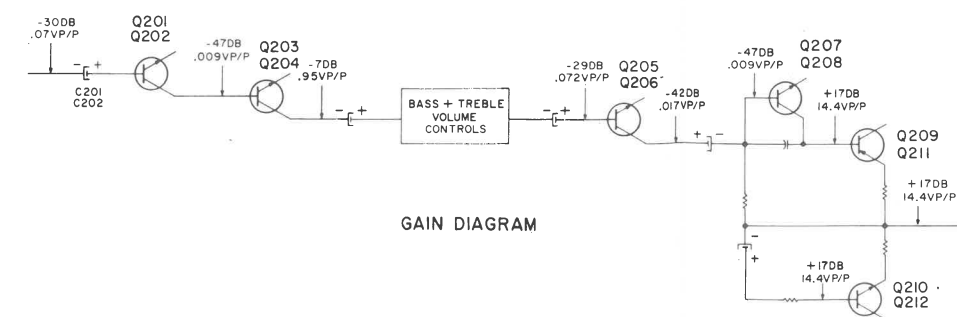 -30DB
.07VP/P
- +
C201
C202
Q201
Q202
-47DB
.009VP/P
Q203
Q204
-7DB
.95VP/P
- +
BASS + TREBLE
VOLUME
CONTROLS
- +
-29DB
.072VP/P
Q205
Q206
-42DB
.017VP/P
+ -
-47DB
.009VP/P
Q207
Q208
+17DB
14.4VP/P
Q209
Q211
+17DB
14.4VP/P
-
+
+17DB
14.4VP/P
Q210
Q212
GAIN DIAGRAM